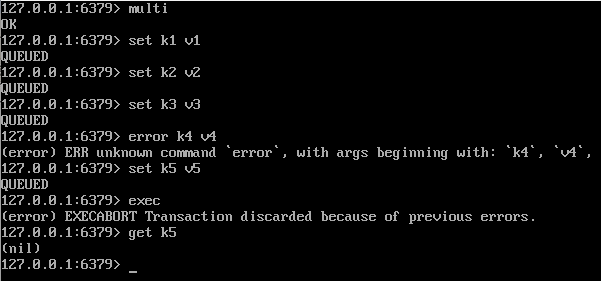 127.0.0.1:6379> multi
OK
127.0.0.1:6379> set k1 v1
QUEUED
127.0.0.1:6379> set k2 v2
QUEUED
127.0.0.1:6379> set k3 v3
QUEUED
127.0.0.1:6379> error k4 v4
(error) ERR unknown command `error`, with args beginning with: `k4`, `v4`,
127.0.0.1:6379> set k5 v5
QUEUED
127.0.0.1:6379> exec
(error) EXECABORT Transaction discarded because of previous errors.
127.0.0.1:6379> get k5
(nil)
127.0.0.1:6379> _